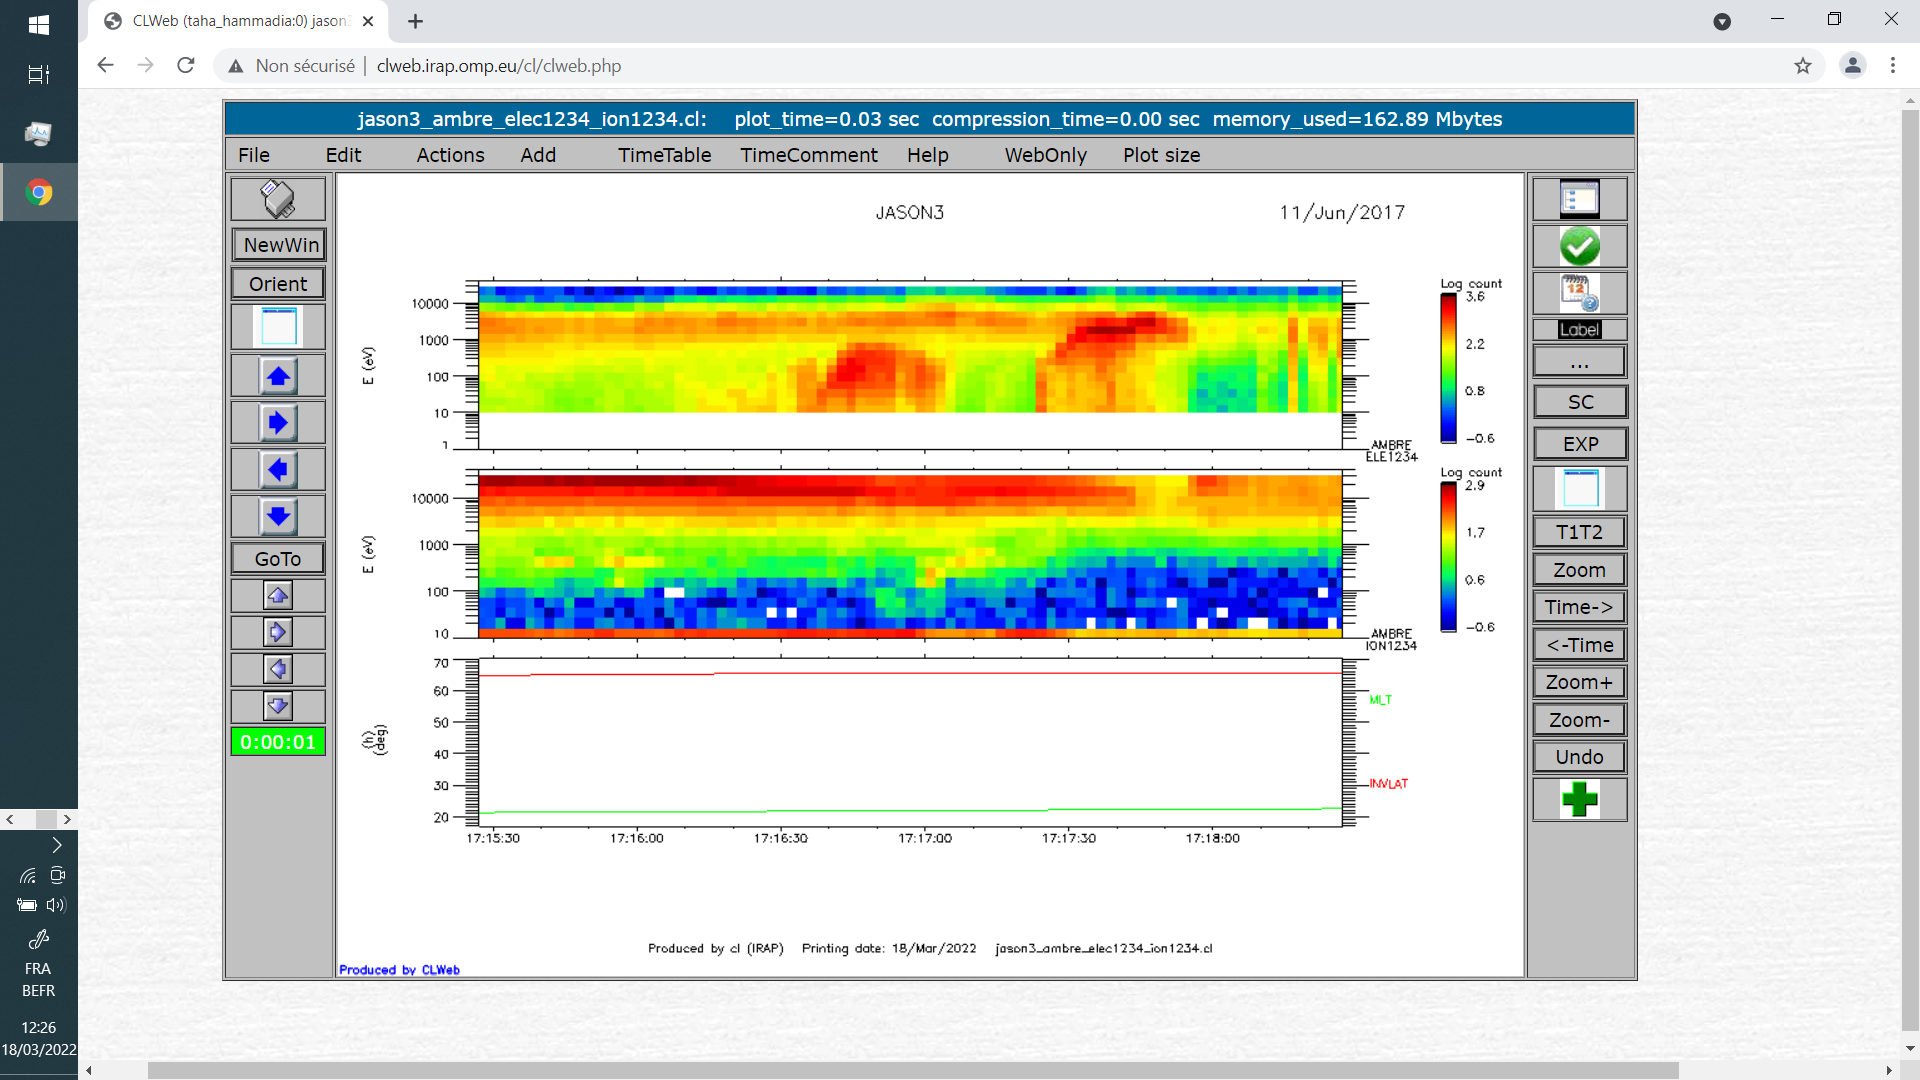 CLWeb (taha_hammadia:0) jason3
Non sécurisé | clweb.irap.omp.eu/cl/clweb.php
jason3_ambre_elec1234_ion1234.cl: plot_time=0.03 sec compression_time=0.00 sec memory_used=162.89 Mbytes
File Edit Actions Add TimeTable TimeComment Help WebOnly Plot size
NewWin
Orient
GoTo
0:00:01
JASON3 11/Jun/2017
10000
1000
100
10
1
E (eV)
Log count
3.6
2.2
0.8
-0.6
AMBRE
ELE1234
10000
1000
100
10
E (eV)
Log count
2.9
1.7
0.6
-0.6
AMBRE
ION1234
70
60
50
40
30
20
(h)
(deg)
MLT
INVLAT
17:15:30 17:16:00 17:16:30 17:17:00 17:17:30 17:18:00
Produced by cl (IRAP) Printing date: 18/Mar/2022 jason3_ambre_elec1234_ion1234.cl
Produced by CLWeb
12
Label
...
SC
EXP
T1T2
Zoom
Time->
<-Time
Zoom+
Zoom-
Undo
FRA
BEFR
12:26
18/03/2022